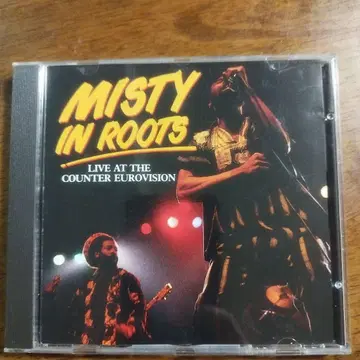 MISTY
IN ROOTS
LIVE AT THE
COUNTER EUROVISION